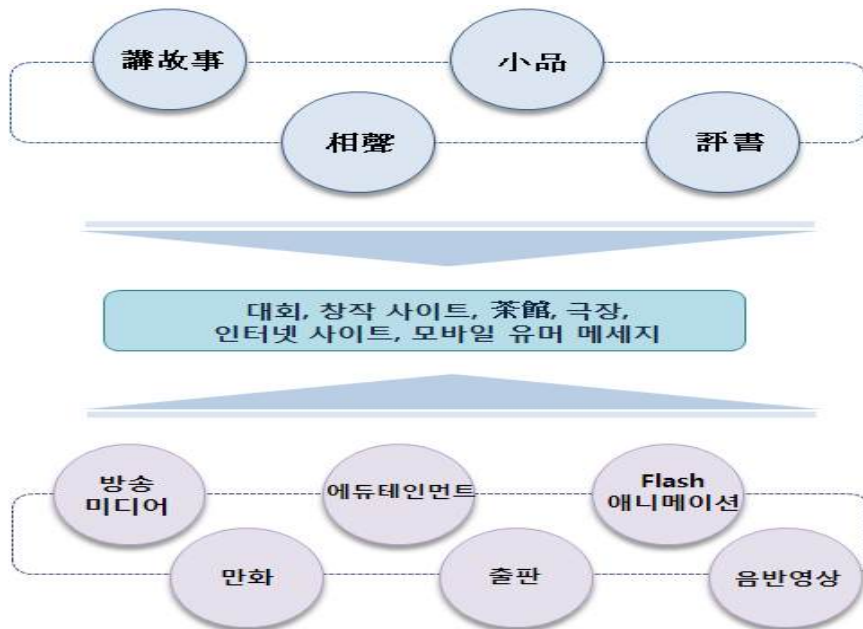 講故事
小品
相聲
評書
대회, 창작 사이트, 茶館, 극장,
인터넷 사이트, 모바일 유머 메세지
방송
미디어
에듀테인먼트
Flash
애니메이션
만화
출판
음반영상